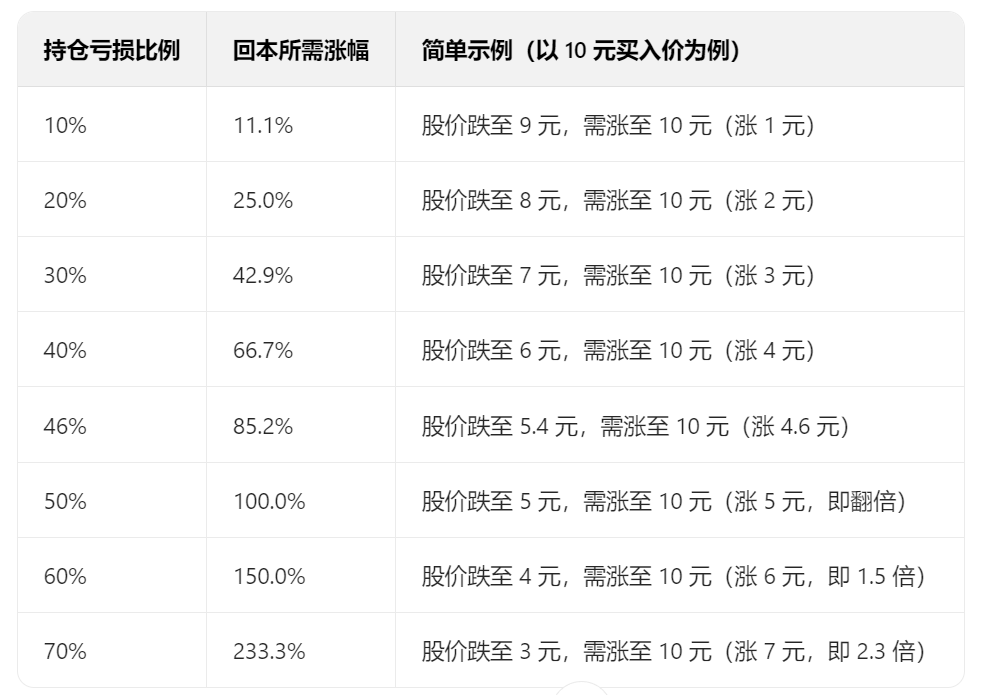 持仓亏损比例 回本所需涨幅 简单示例（以 10 元买入价为例）
10% 11.1% 股价跌至 9 元，需涨至 10 元（涨 1 元）
20% 25.0% 股价跌至 8 元，需涨至 10 元（涨 2 元）
30% 42.9% 股价跌至 7 元，需涨至 10 元（涨 3 元）
40% 66.7% 股价跌至 6 元，需涨至 10 元（涨 4 元）
46% 85.2% 股价跌至 5.4 元，需涨至 10 元（涨 4.6 元）
50% 100.0% 股价跌至 5 元，需涨至 10 元（涨 5 元，即翻倍）
60% 150.0% 股价跌至 4 元，需涨至 10 元（涨 6 元，即 1.5 倍）
70% 233.3% 股价跌至 3 元，需涨至 10 元（涨 7 元，即 2.3 倍）